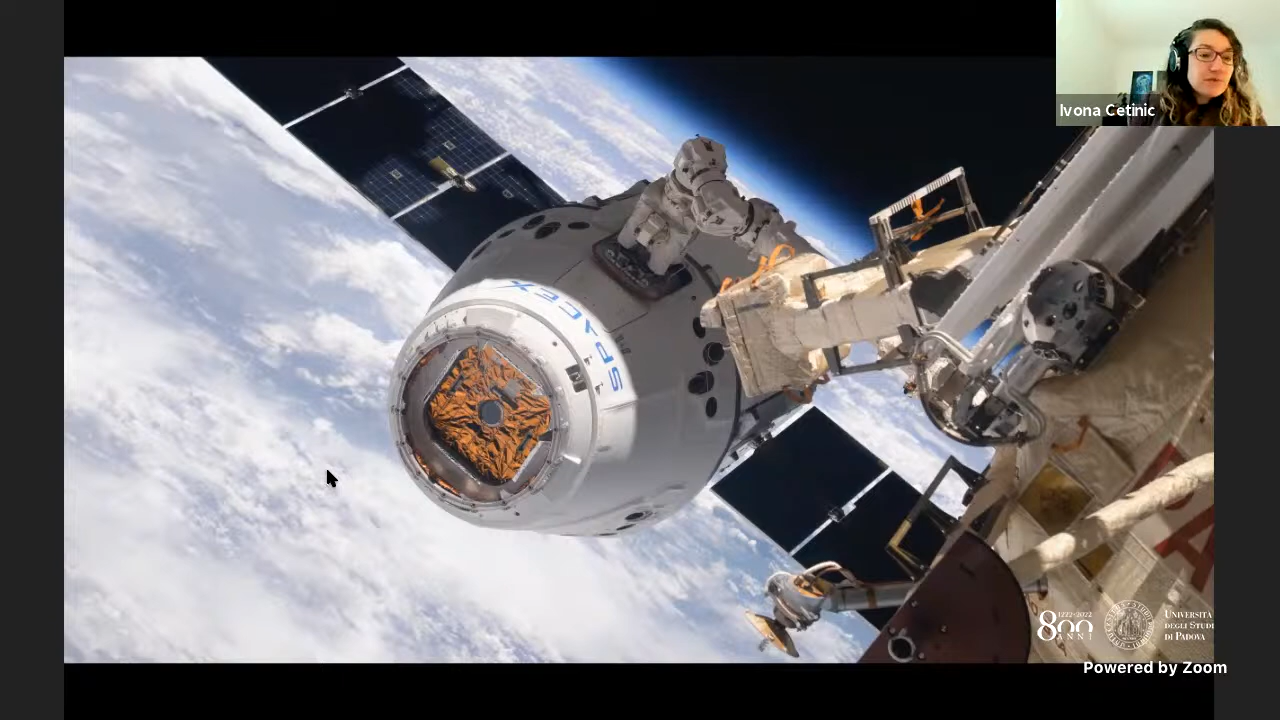 Ivona Cetinic
SPACEX
1222·2022
800
ANNI
UNIVERSITÀ
DEGLI STUDI
DI PADOVA
Powered by Zoom